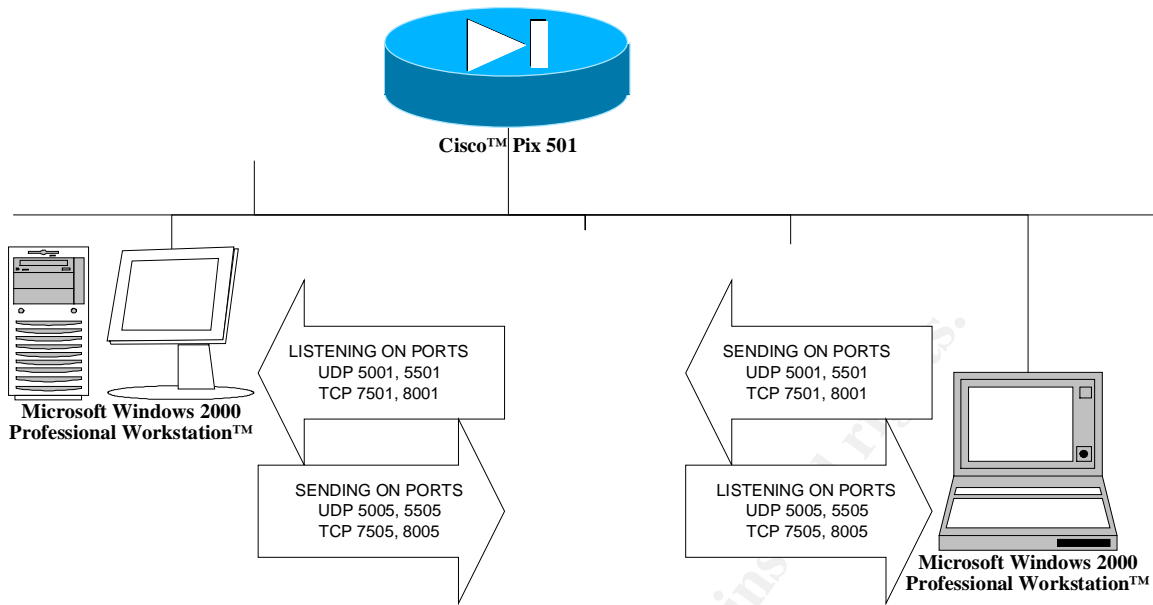 Cisco™ Pix 501
LISTENING ON PORTS
UDP 5001, 5501
TCP 7501, 8001
SENDING ON PORTS
UDP 5001, 5501
TCP 7501, 8001
Microsoft Windows 2000
Professional Workstation™
SENDING ON PORTS
UDP 5005, 5505
TCP 7505, 8005
LISTENING ON PORTS
UDP 5005, 5505
TCP 7505, 8005
Microsoft Windows 2000
Professional Workstation™